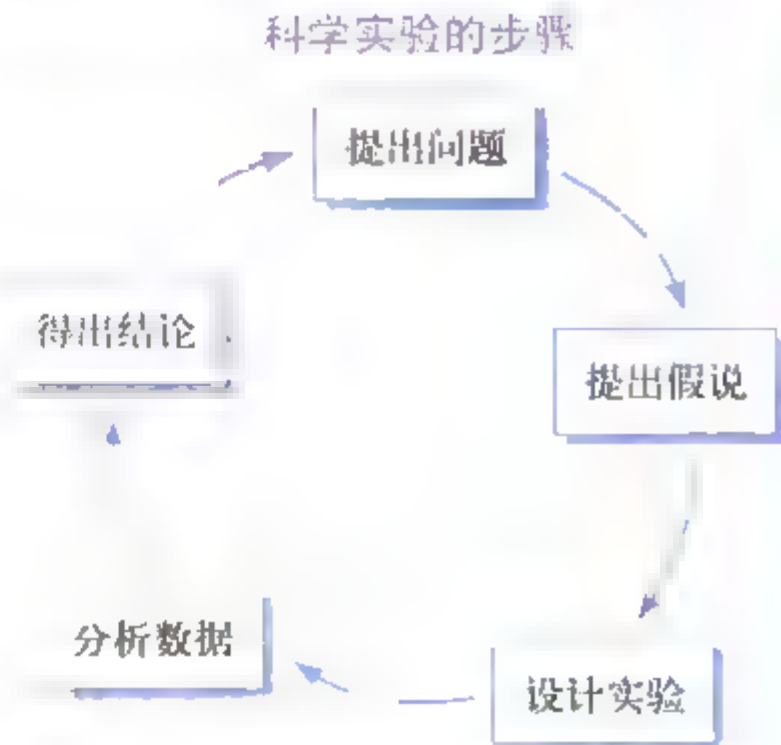 科学实验的步骤
提出问题
提出假说
设计实验
分析数据
得出结论